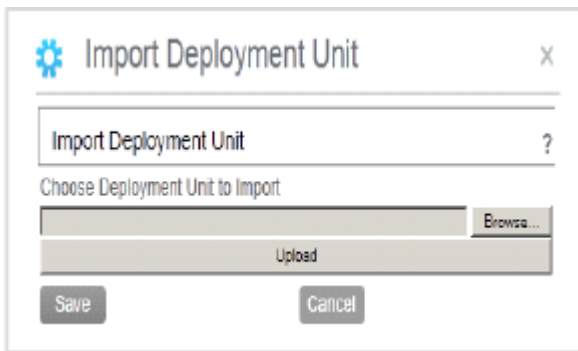 Import Deployment Unit ×
Import Deployment Unit ?
Choose Deployment Unit to Import
Browse...
Upload
Save Cancel